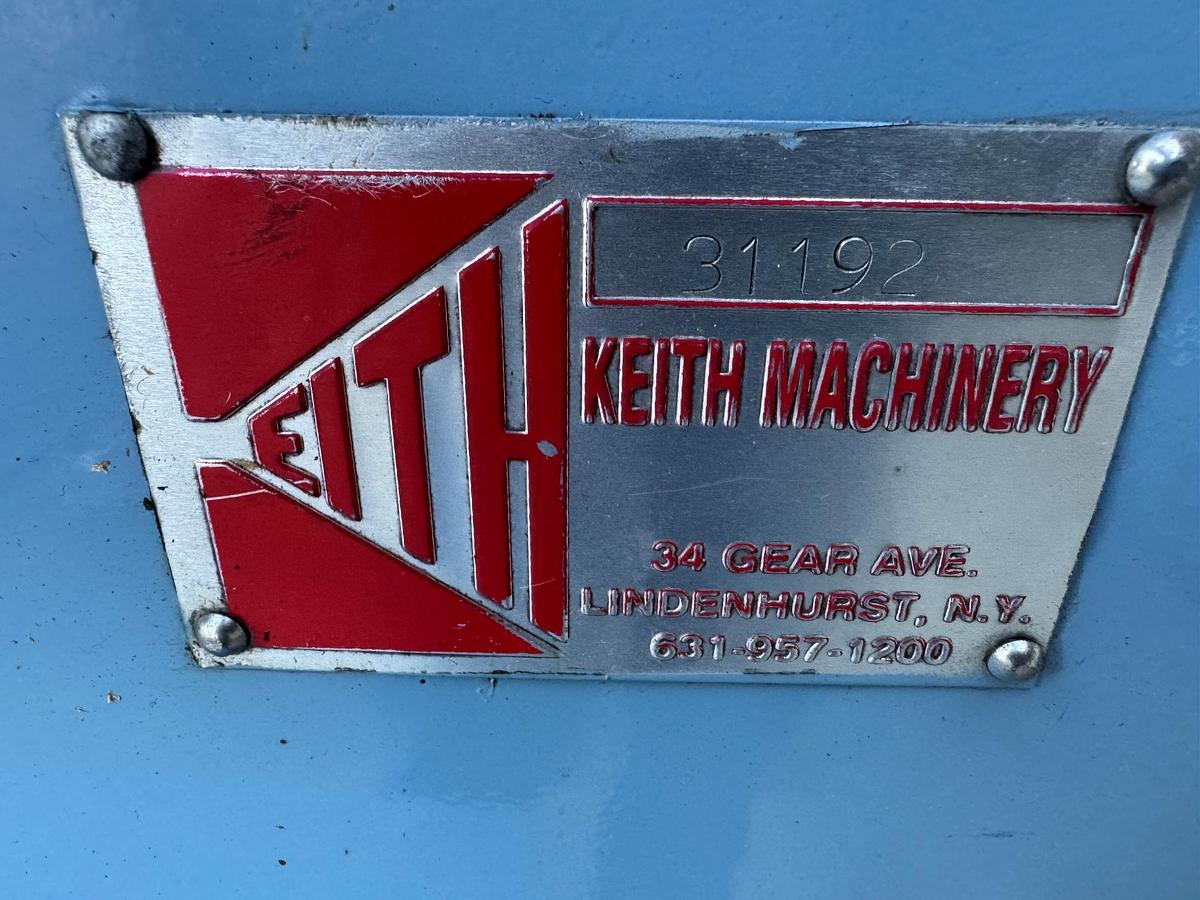 KEITH
31192
KEITH MACHINERY
34 GEAR AVE.
LINDENHURST, N.Y.
631-957-1200